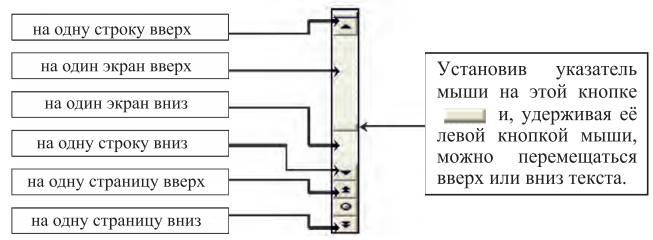 на одну строку вверх
на один экран вверх
на один экран вниз
на одну строку вниз
на одну страницу вверх
на одну страницу вниз
Установив указатель
мыши на этой кнопке
и, удерживая её
левой кнопкой мыши,
можно перемещаться
вверх или вниз текста.